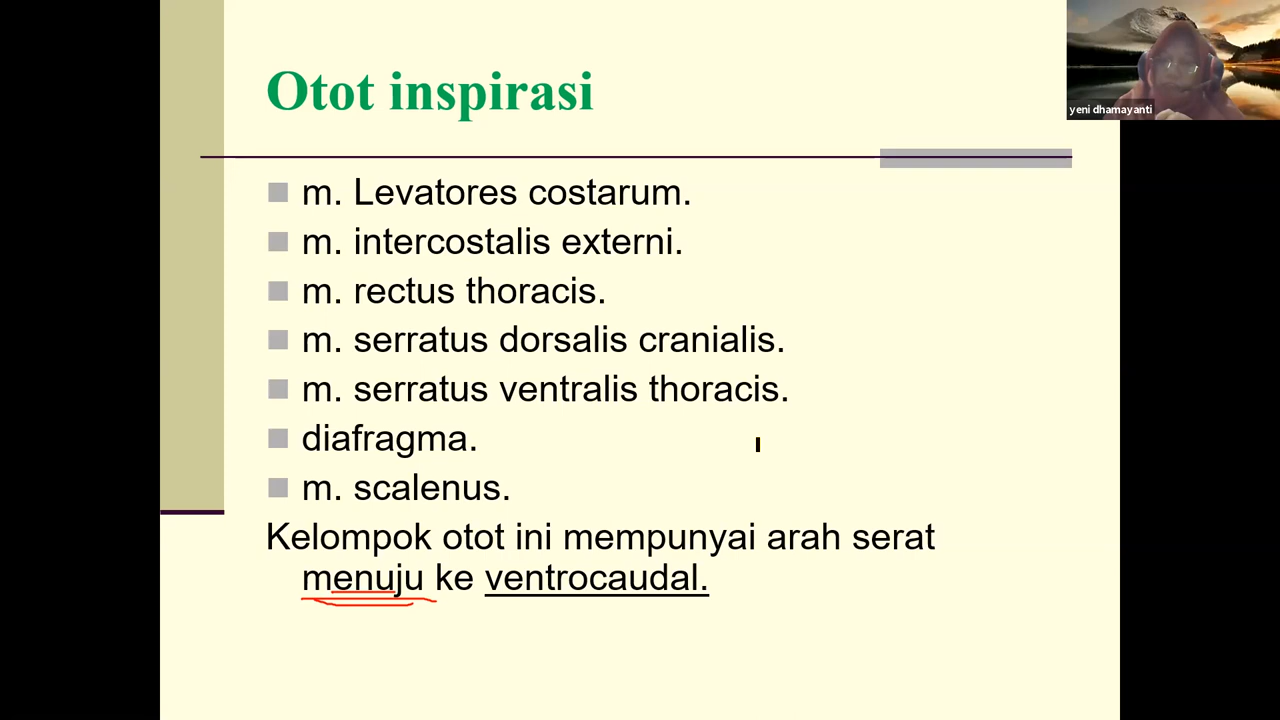 Otot inspirasi
yeni dhamayanti
m. Levatores costarum.
m. intercostalis externi.
m. rectus thoracis.
m. serratus dorsalis cranialis.
m. serratus ventralis thoracis.
diafragma.
m. scalenus.
Kelompok otot ini mempunyai arah serat
menuju ke ventrocaudal.